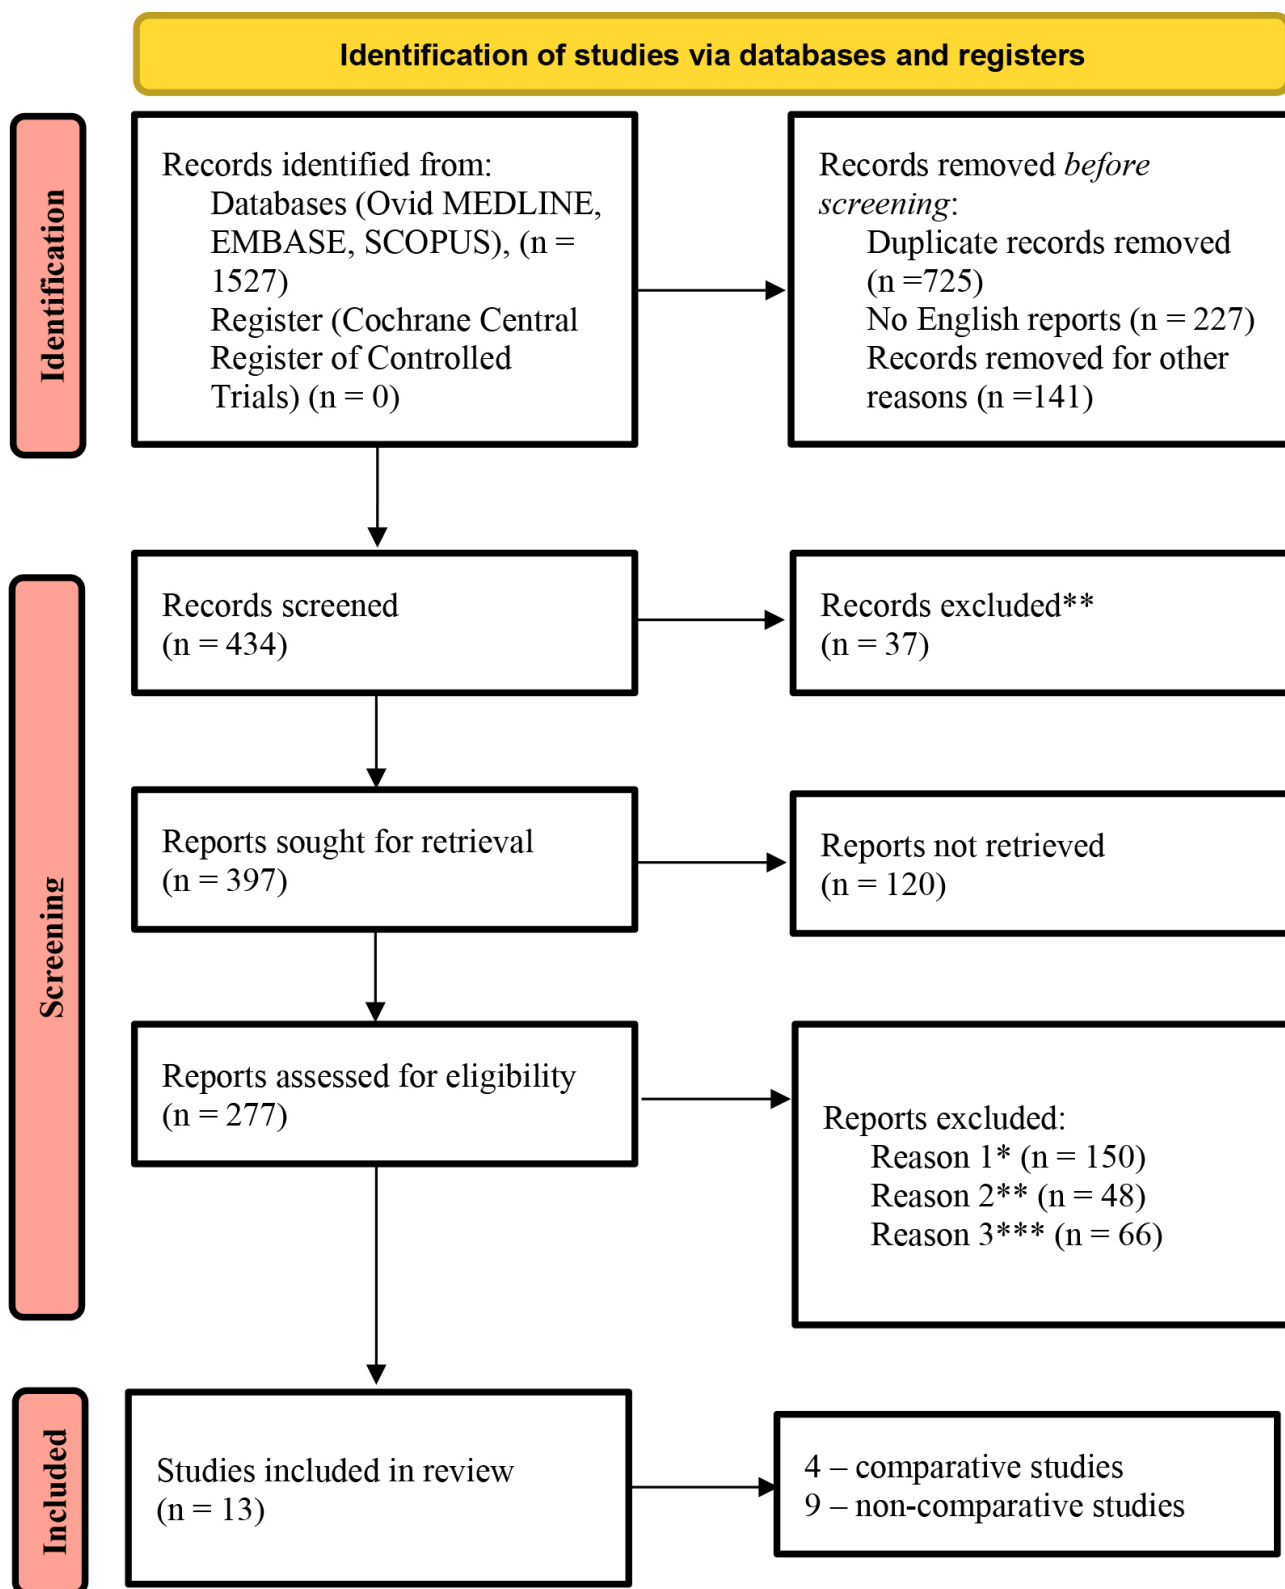 Identification of studies via databases and registers
Identification
Records identified from:
Databases (Ovid MEDLINE,
EMBASE, SCOPUS), (n =
1527)
Register (Cochrane Central
Register of Controlled
Trials) (n = 0)
Records removed before
screening:
Duplicate records removed
(n =725)
No English reports (n = 227)
Records removed for other
reasons (n =141)
Screening
Records screened
(n = 434)
Records excluded**
(n = 37)
Reports sought for retrieval
(n = 397)
Reports not retrieved
(n = 120)
Reports assessed for eligibility
(n = 277)
Reports excluded:
Reason 1* (n = 150)
Reason 2** (n = 48)
Reason 3*** (n = 66)
Included
Studies included in review
(n = 13)
4 – comparative studies
9 – non-comparative studies